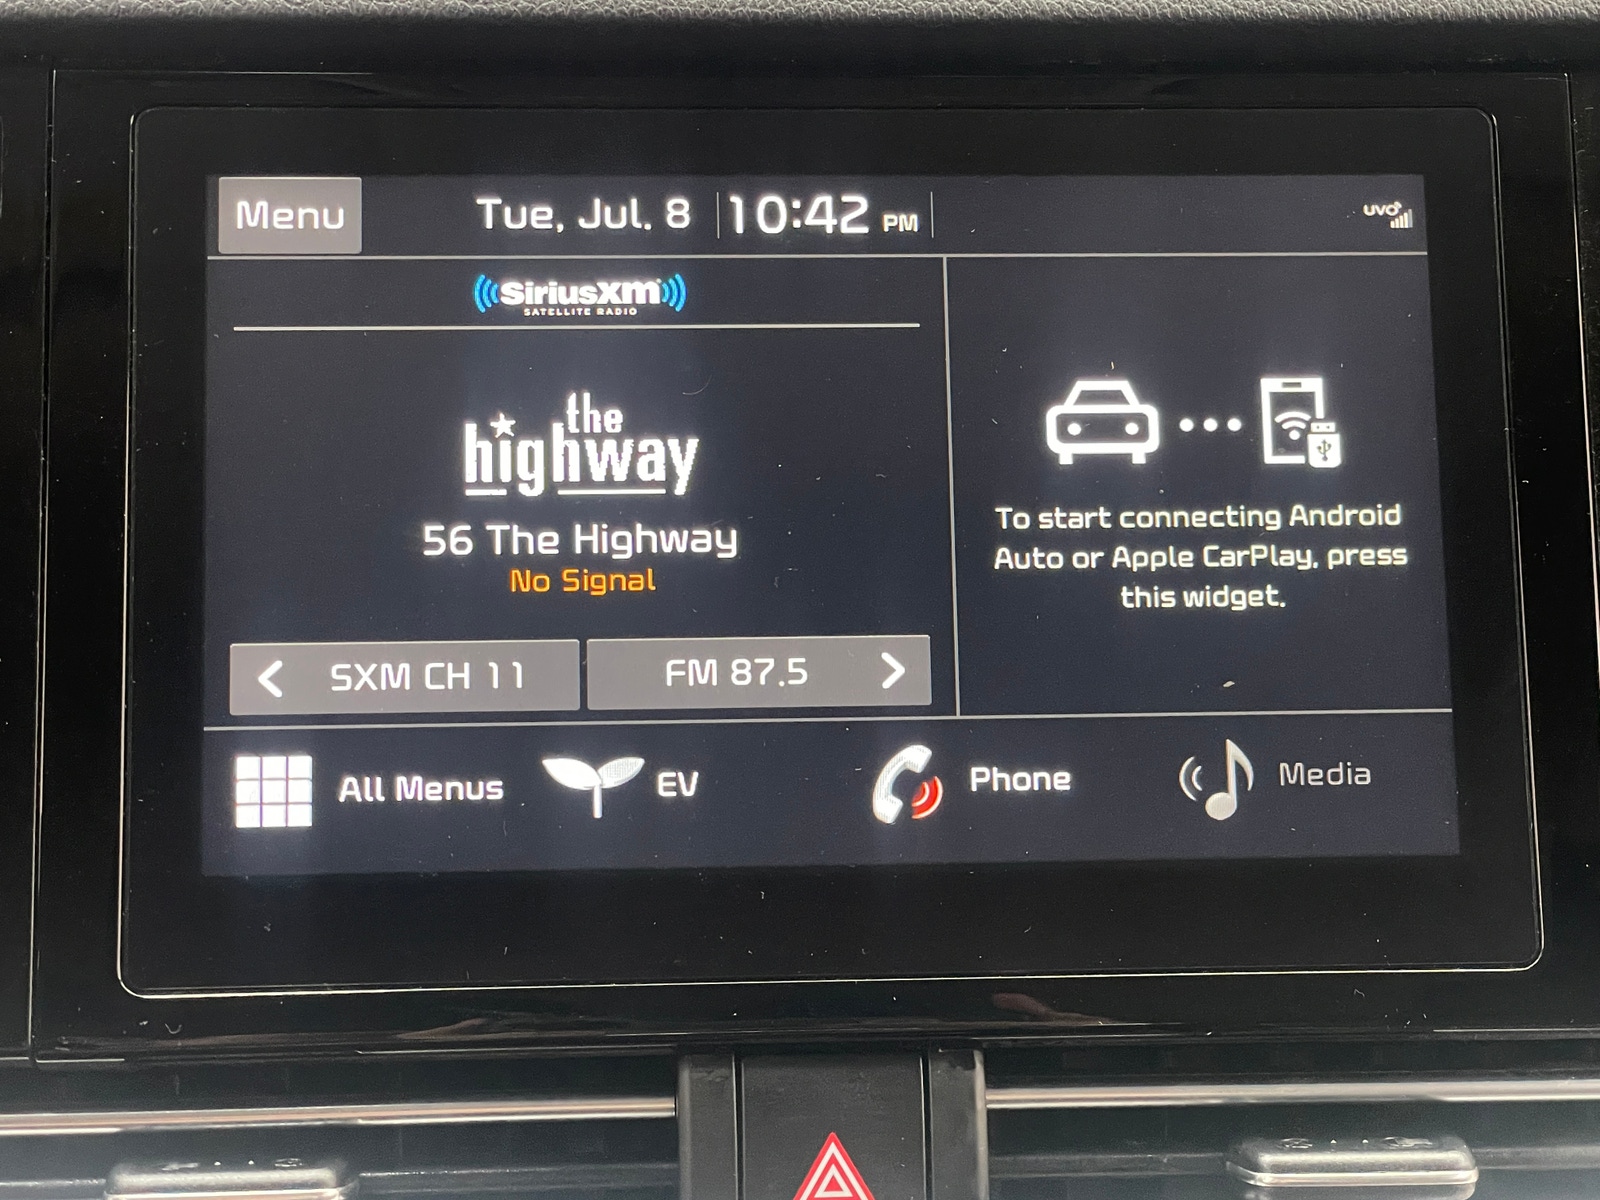 Menu
Tue, Jul. 8
10:42 PM
UVO
SiriusXM
SATELLITE RADIO
the
highway
56 The Highway
No Signal
SXM CH 11
FM 87.5
To start connecting Android
Auto or Apple CarPlay, press
this widget.
All Menus
EV
Phone
Media